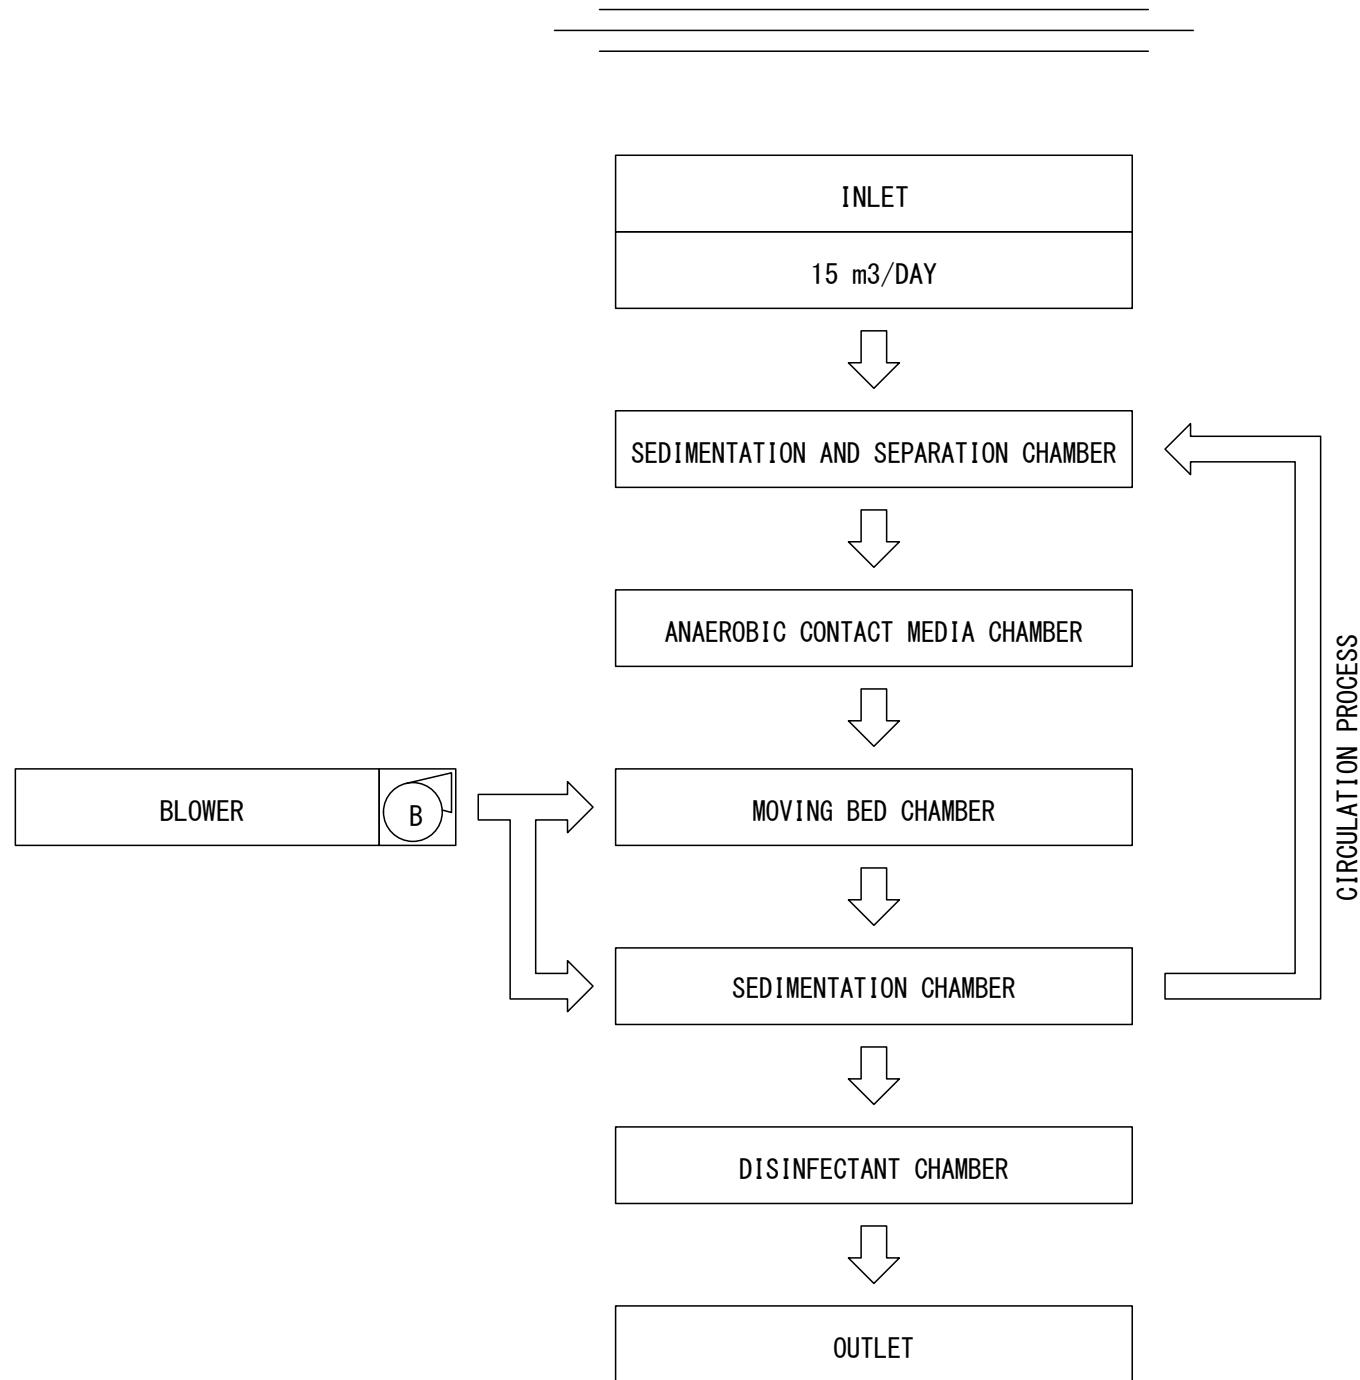 INLET
15 m3/DAY
SEDIMENTATION AND SEPARATION CHAMBER
ANAEROBIC CONTACT MEDIA CHAMBER
BLOWER
B
MOVING BED CHAMBER
SEDIMENTATION CHAMBER
CIRCULATION PROCESS
DISINFECTANT CHAMBER
OUTLET